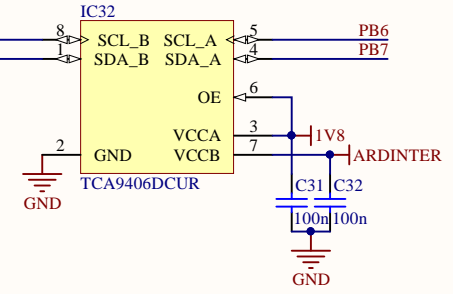 IC32
8 SCL_B SCL_A 5 PB6
1 SDA_B SDA_A 4 PB7
OE 6
VCCA 3 1V8
2 GND VCCB 7 ARDINTER
TCA9406DCUR
GND
C31 C32
100n 100n
GND